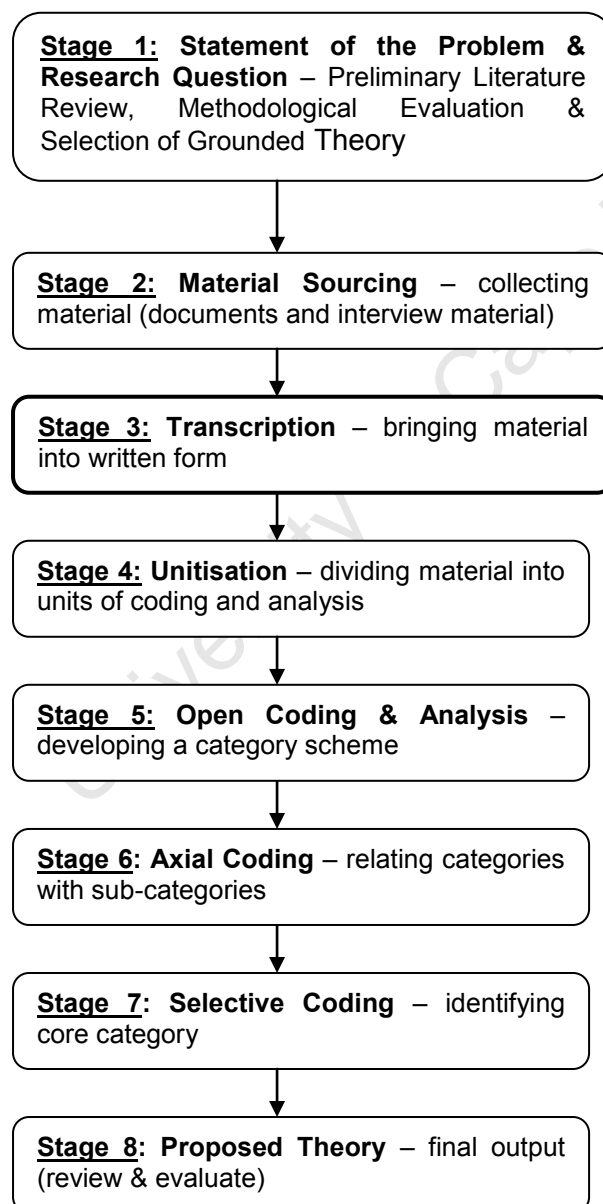 Stage 1: Statement of the Problem &
Research Question – Preliminary Literature
Review, Methodological Evaluation &
Selection of Grounded Theory
Stage 2: Material Sourcing – collecting
material (documents and interview material)
Stage 3: Transcription – bringing material
into written form
Stage 4: Unitisation – dividing material into
units of coding and analysis
Stage 5: Open Coding & Analysis –
developing a category scheme
Stage 6: Axial Coding – relating categories
with sub-categories
Stage 7: Selective Coding – identifying
core category
Stage 8: Proposed Theory – final output
(review & evaluate)